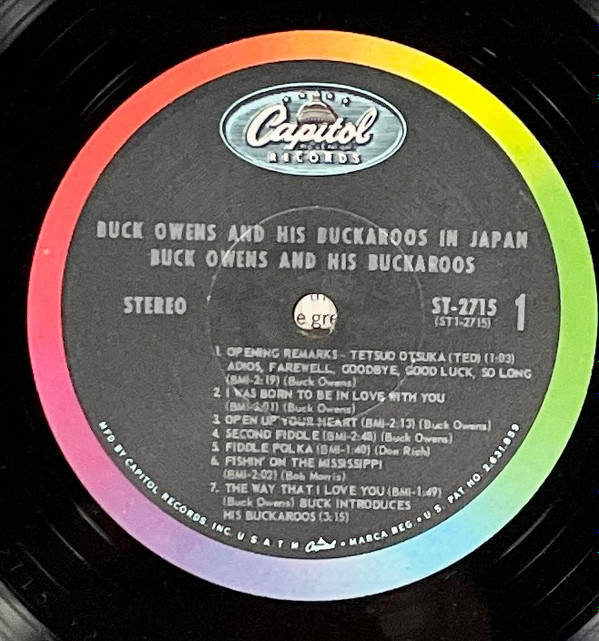 Capitol
RECORDS
BUCK OWENS AND HIS BUCKAROOS IN JAPAN
BUCK OWENS AND HIS BUCKAROOS
STEREO
ST-2715
(ST1-2715)
1
e gre
1. OPENING REMARKS - TETSUO OTSUKA (TED) (1:03)
ADIOS, FAREWELL, GOODBYE, GOOD LUCK, SO LONG
(BMI-2:19) (Buck Owens)
2. I WAS BORN TO BE IN LOVE WITH YOU
(BMI-2:01) (Buck Owens)
3. OPEN UP YOUR HEART (BMI-2:13) (Buck Owens)
4. SECOND FIDDLE (BMI-2:48) (Buck Owens)
5. FIDDLE POLKA (BMI-1:40) (Don Rich)
6. FISHIN' ON THE MISSISSIPPI
(BMI-2:02) (Bob Morris)
7. THE WAY THAT I LOVE YOU (BMI-1:49)
(Buck Owens) BUCK INTRODUCES
HIS BUCKAROOS (3:15)
MFD BY CAPITOL RECORDS, INC. U S A T M Capitol • MARCA REG. • U.S. PAT. NO. 2,631,859